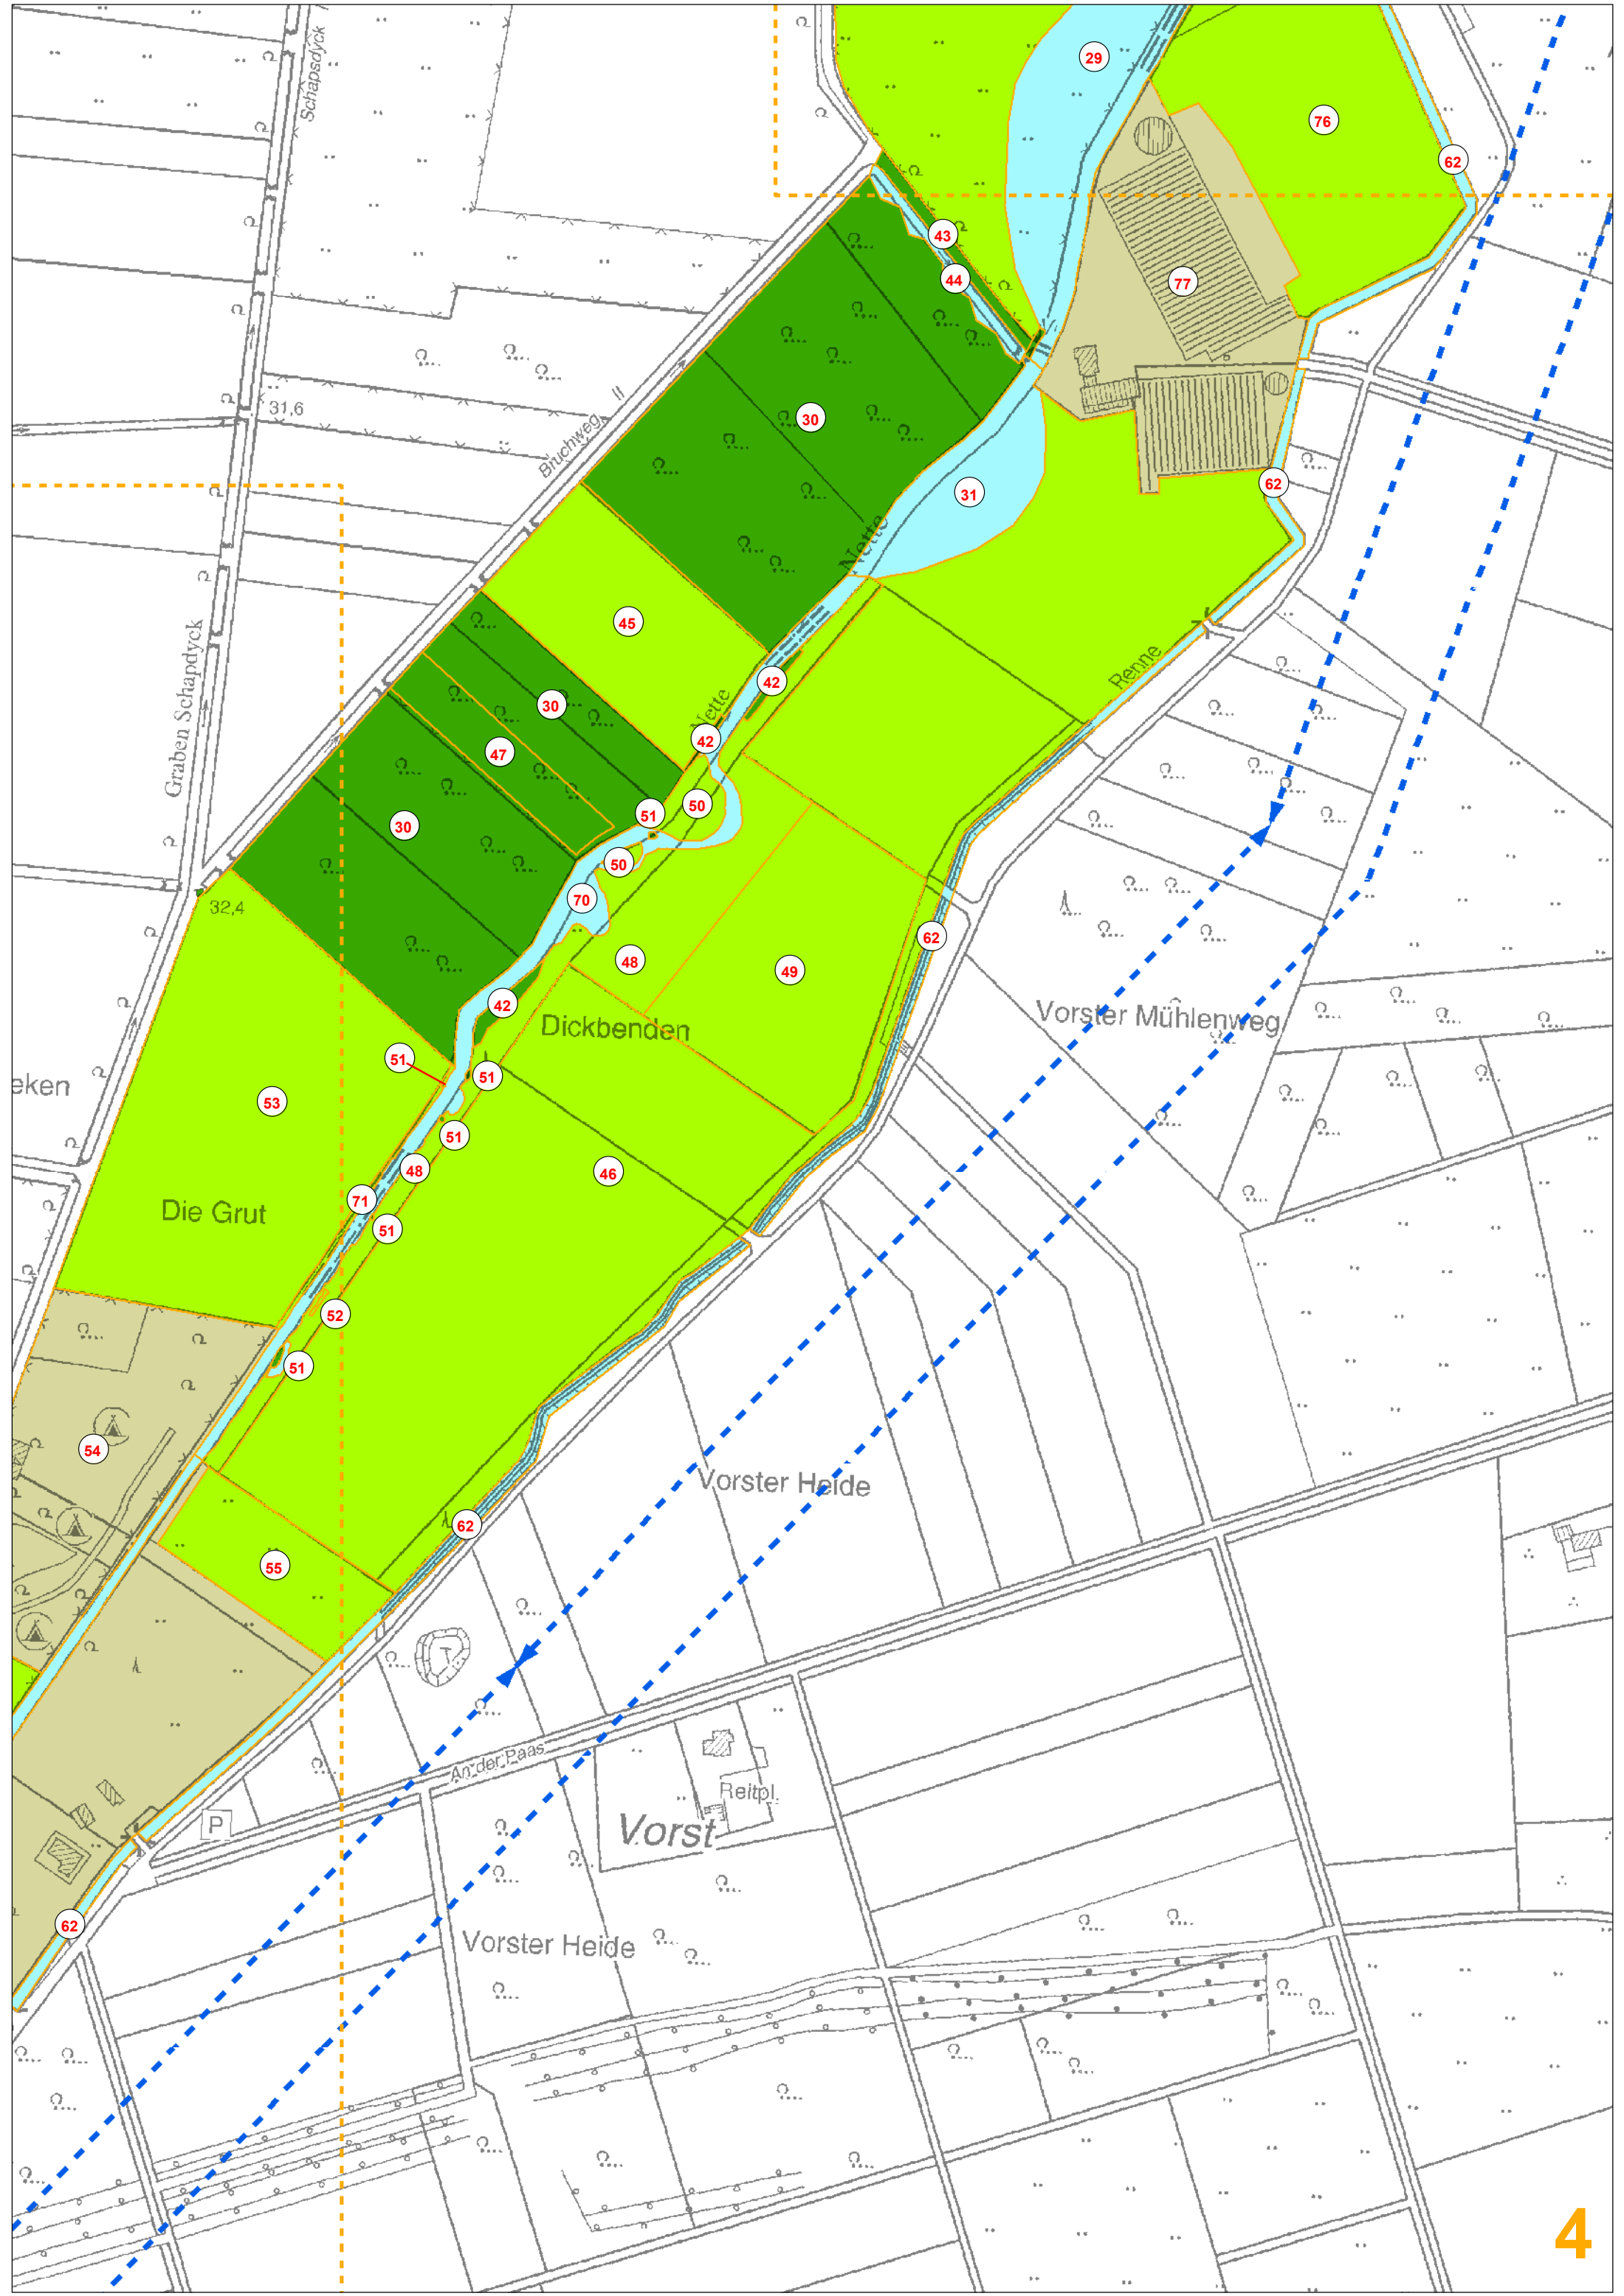 Schapsdyck
29
76
62
43
44
77
31,6
Bruchweg II
30
31
62
Nette
45
42
Renne
Nette
30
42
47
Graben Schapdyck
50
51
30
50
70
32,4
62
48
49
42
Vorster Mühlenweg
Dickbenden
51
51
eken
53
51
48
46
71
Die Grut
51
52
51
54
Vorster Heide
62
55
An der Paas
Reitpl.
P
Vorst
62
Vorster Heide
4